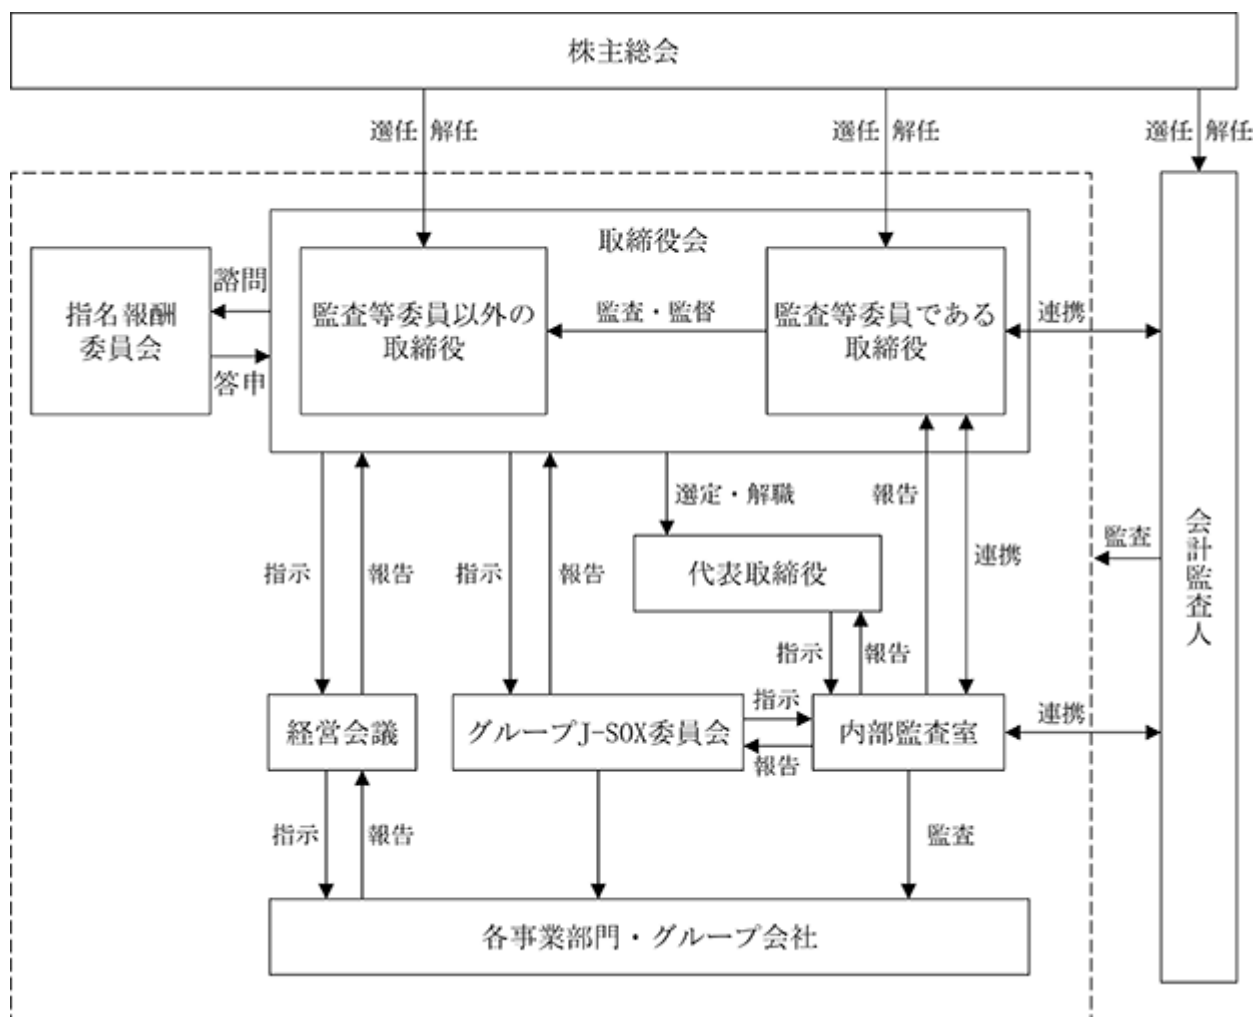 株主総会
選任 解任
選任 解任
選任 解任
取締役会
指名報酬
委員会
諮問
答申
監査等委員以外の
取締役
監査・監督
監査等委員である
取締役
連携
会計監査人
監査
選定・解職
代表取締役
報告
連携
指示
報告
指示
報告
指示
報告
経営会議
グループJ-SOX委員会
指示
報告
内部監査室
連携
指示
報告
監査
各事業部門・グループ会社